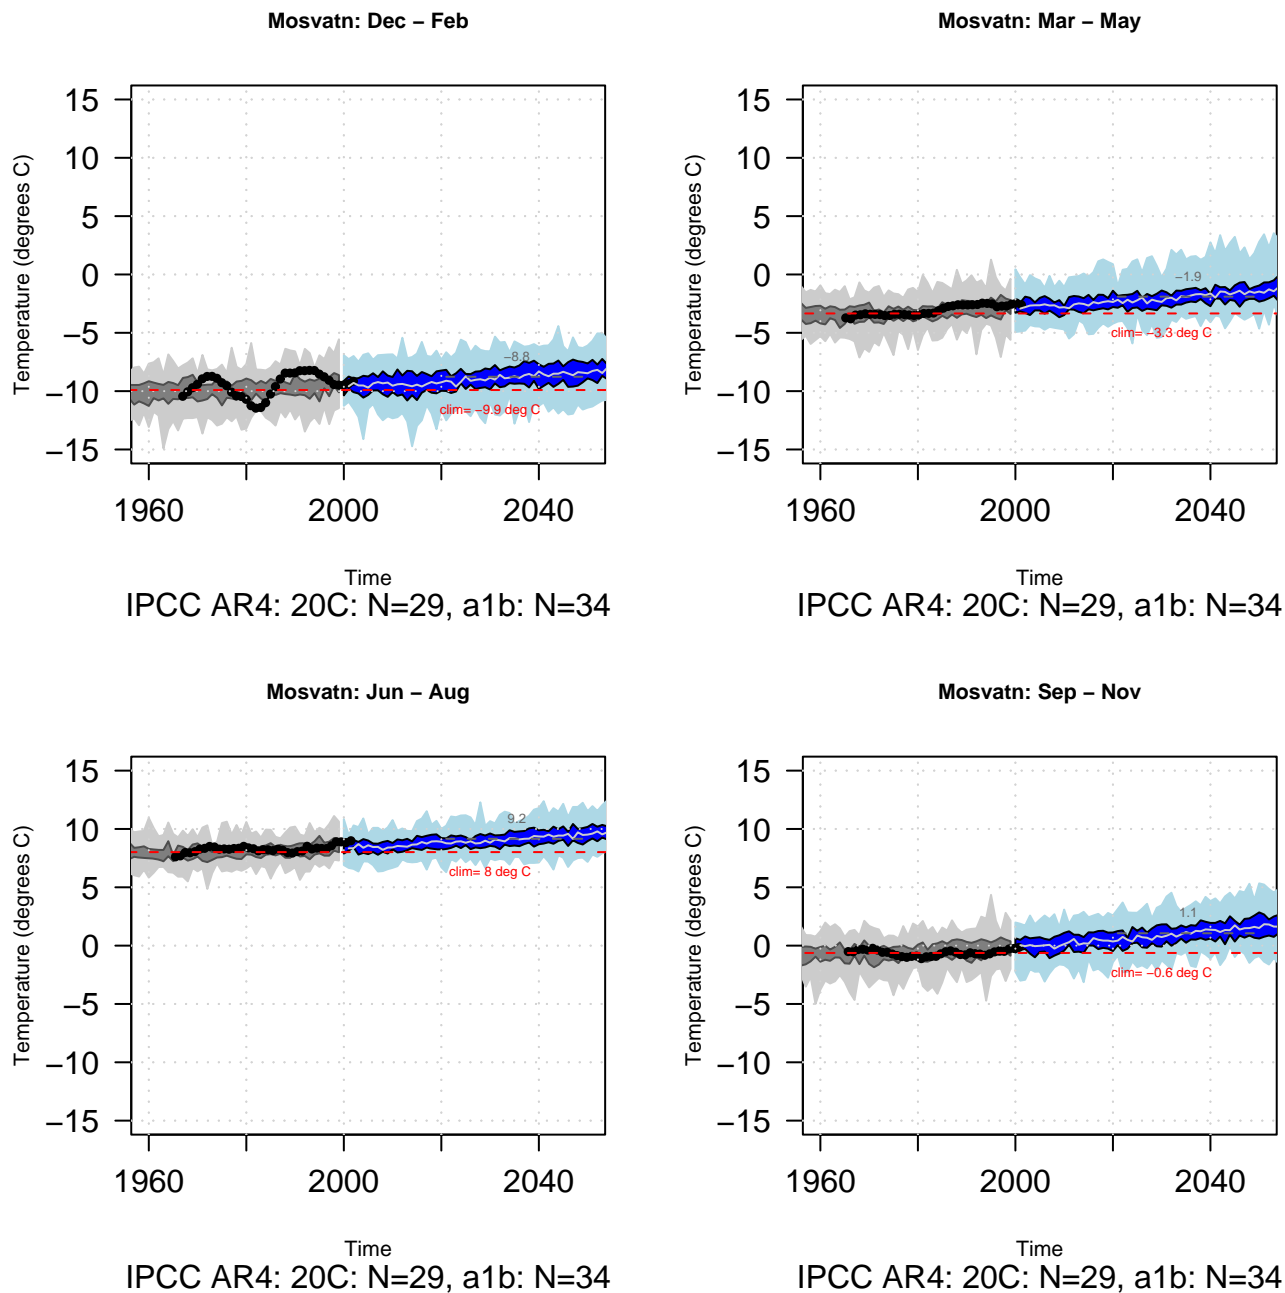 Mosvatn: Dec − Feb
Temperature (degrees C)
15
10
5
0
−5
−10
−15
−8.8
clim= −9.9 deg C
1960
2000
2040
Time
IPCC AR4: 20C: N=29, a1b: N=34
Mosvatn: Mar − May
Temperature (degrees C)
15
10
5
0
−5
−10
−15
−1.9
clim= −3.3 deg C
1960
2000
2040
Time
IPCC AR4: 20C: N=29, a1b: N=34
Mosvatn: Jun − Aug
Temperature (degrees C)
15
10
5
0
−5
−10
−15
9.2
clim= 8 deg C
1960
2000
2040
Time
IPCC AR4: 20C: N=29, a1b: N=34
Mosvatn: Sep − Nov
Temperature (degrees C)
15
10
5
0
−5
−10
−15
1.1
clim= −0.6 deg C
1960
2000
2040
Time
IPCC AR4: 20C: N=29, a1b: N=34